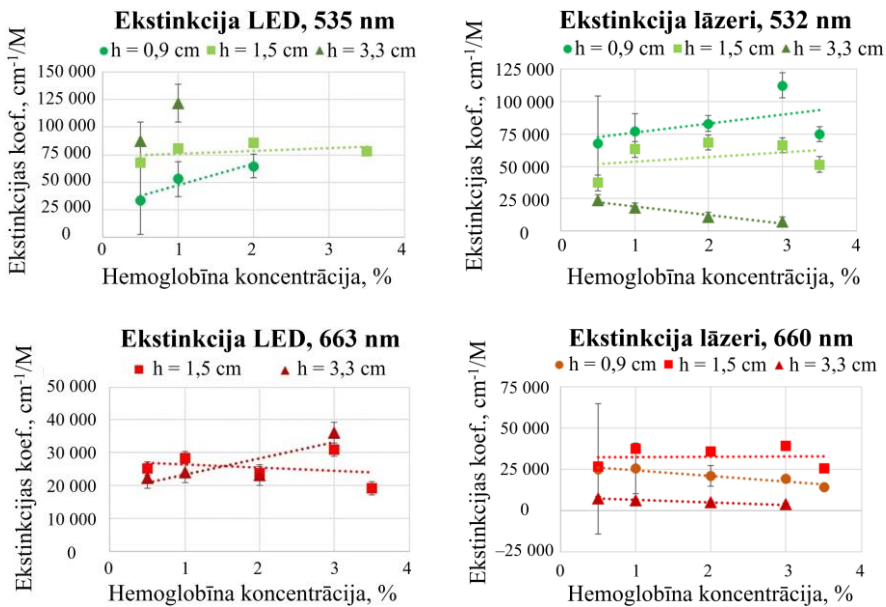 Ekstinkcija LED, 535 nm
h = 0,9 cm h = 1,5 cm h = 3,3 cm
Ekstinkcijas koef., cm⁻¹/M
150 000
125 000
100 000
75 000
50 000
25 000
0
0 1 2 3 4
Hemoglobīna koncentrācija, %
Ekstinkcija lāzeri, 532 nm
h = 0,9 cm h = 1,5 cm h = 3,3 cm
Ekstinkcijas koef., cm⁻¹/M
125 000
100 000
75 000
50 000
25 000
0
0 1 2 3 4
Hemoglobīna koncentrācija, %
Ekstinkcija LED, 663 nm
h = 1,5 cm h = 3,3 cm
Ekstinkcijas koef., cm⁻¹/M
50 000
40 000
30 000
20 000
10 000
0
0 1 2 3 4
Hemoglobīna koncentrācija, %
Ekstinkcija lāzeri, 660 nm
h = 0,9 cm h = 1,5 cm h = 3,3 cm
Ekstinkcijas koef., cm⁻¹/M
75 000
50 000
25 000
0
–25 000
0 1 2 3 4
Hemoglobīna koncentrācija, %